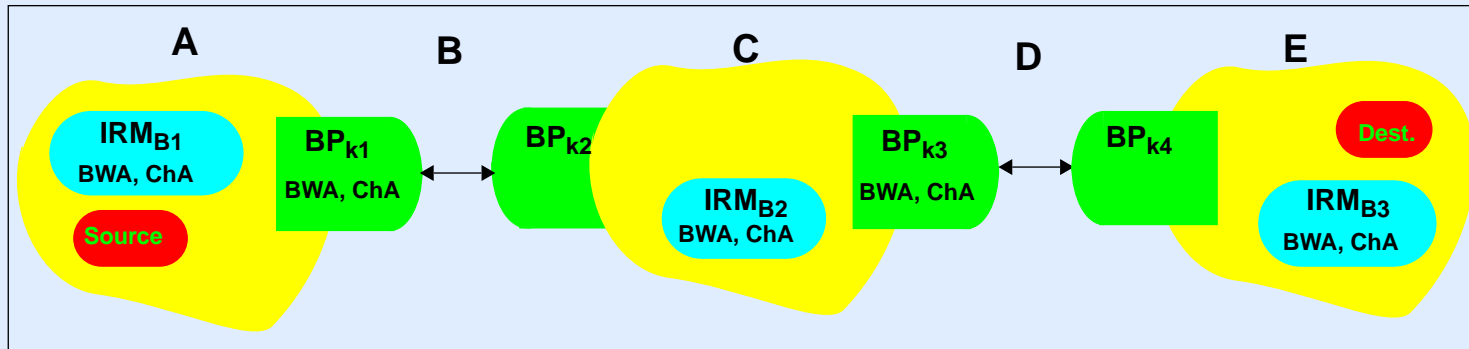 A
B
C
D
E
IRMB1
BWA, ChA
Source
BPk1
BWA, ChA
BPk2
IRMB2
BWA, ChA
BPk3
BWA, ChA
BPk4
Dest.
IRMB3
BWA, ChA